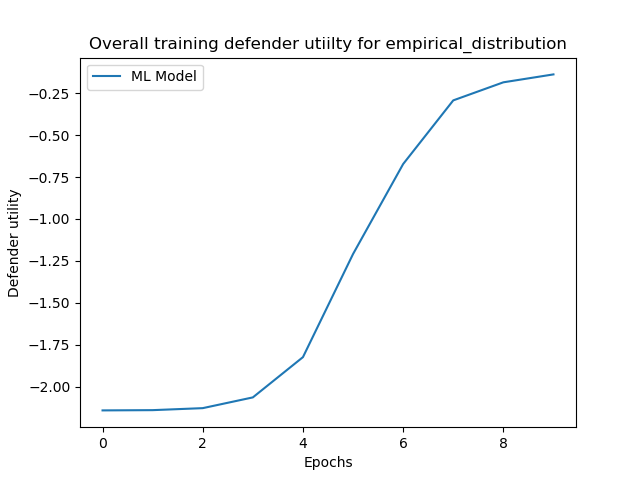 Overall training defender utiilty for empirical_distribution
ML Model
Defender utility
−0.25
−0.50
−0.75
−1.00
−1.25
−1.50
−1.75
−2.00
0 2 4 6 8
Epochs